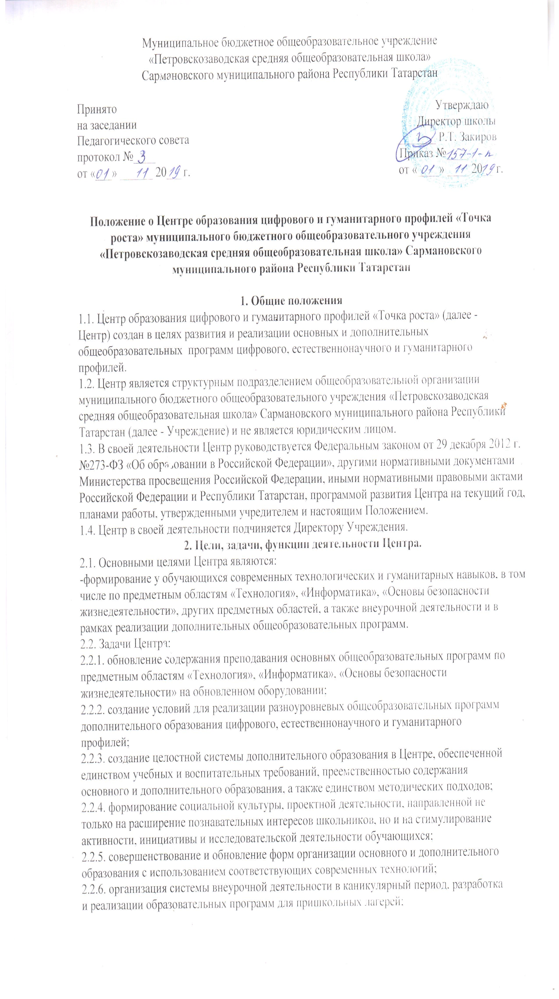 Муниципальное бюджетное общеобразовательное учреждение
«Петровскозаводская средняя общеобразовательная школа»
Сармановского муниципального района Республики Татарстан
Принято
на заседании
Педагогического совета
протокол № 3
от «01» 11 2019 г.
Утверждаю
Директор школы
Р.Т. Закиров
Приказ № 157-1-п
от «01» 11 2019 г.
Положение о Центре образования цифрового и гуманитарного профилей «Точка
роста» муниципального бюджетного общеобразовательного учреждения
«Петровскозаводская средняя общеобразовательная школа» Сармановского
муниципального района Республики Татарстан
1. Общие положения
1.1. Центр образования цифрового и гуманитарного профилей «Точка роста» (далее -
Центр) создан в целях развития и реализации основных и дополнительных
общеобразовательных программ цифрового, естественнонаучного и гуманитарного
профилей.
1.2. Центр является структурным подразделением общеобразовательной организации
муниципального бюджетного общеобразовательного учреждения «Петровскозаводская
средняя общеобразовательная школа» Сармановского муниципального района Республики
Татарстан (далее - Учреждение) и не является юридическим лицом.
1.3. В своей деятельности Центр руководствуется Федеральным законом от 29 декабря 2012 г.
№273-ФЗ «Об образовании в Российской Федерации», другими нормативными документами
Министерства просвещения Российской Федерации, иными нормативными правовыми актами
Российской Федерации и Республики Татарстан, программой развития Центра на текущий год,
планами работы, утвержденными учредителем и настоящим Положением.
1.4. Центр в своей деятельности подчиняется Директору Учреждения.
2. Цели, задачи, функции деятельности Центра.
2.1. Основными целями Центра являются:
-формирование у обучающихся современных технологических и гуманитарных навыков, в том
числе по предметным областям «Технология», «Информатика», «Основы безопасности
жизнедеятельности», других предметных областей, а также внеурочной деятельности и в
рамках реализации дополнительных общеобразовательных программ.
2.2. Задачи Центра:
2.2.1. обновление содержания преподавания основных общеобразовательных программ по
предметным областям «Технология», «Информатика», «Основы безопасности
жизнедеятельности» на обновленном оборудовании;
2.2.2. создание условий для реализации разноуровневых общеобразовательных программ
дополнительного образования цифрового, естественнонаучного и гуманитарного
профилей;
2.2.3. создание целостной системы дополнительного образования в Центре, обеспеченной
единством учебных и воспитательных требований, преемственностью содержания
основного и дополнительного образования, а также единством методических подходов;
2.2.4. формирование социальной культуры, проектной деятельности, направленной не
только на расширение познавательных интересов школьников, но и на стимулирование
активности, инициативы и исследовательской деятельности обучающихся;
2.2.5. совершенствование и обновление форм организации основного и дополнительного
образования с использованием соответствующих современных технологий;
2.2.6. организация системы внеурочной деятельности в каникулярный период, разработка
и реализации образовательных программ для пришкольных лагерей;